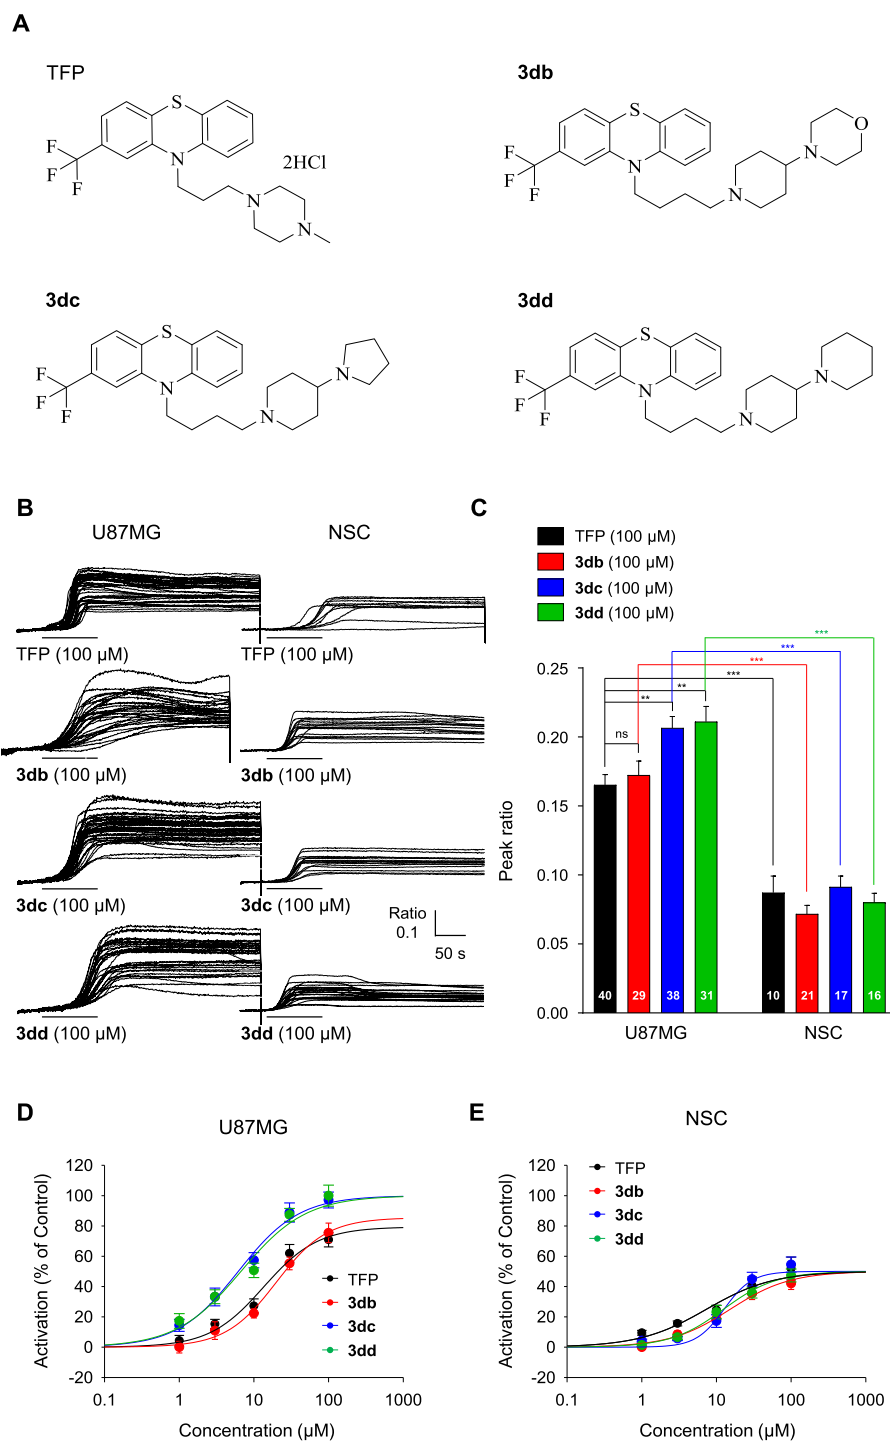 A
TFP
3db
S
N
F
F
F
2HCl
N
N
S
N
F
F
F
N
N
O
3dc
3dd
S
N
F
F
F
N
N
S
N
F
F
F
N
N
B
U87MG
NSC
TFP (100 µM)
TFP (100 µM)
3db (100 µM)
3db (100 µM)
3dc (100 µM)
3dc (100 µM)
Ratio
0.1
50 s
3dd (100 µM)
3dd (100 µM)
C
TFP (100 µM)
3db (100 µM)
3dc (100 µM)
3dd (100 µM)
***
***
***
***
**
**
ns
0.25
0.20
0.15
0.10
0.05
0.00
Peak ratio
40
29
38
31
10
21
17
16
U87MG
NSC
D
U87MG
120
100
80
60
40
20
0
-20
Activation (% of Control)
TFP
3db
3dc
3dd
0.1
1
10
100
1000
Concentration (µM)
E
NSC
120
100
80
60
40
20
0
-20
Activation (% of Control)
TFP
3db
3dc
3dd
0.1
1
10
100
1000
Concentration (µM)